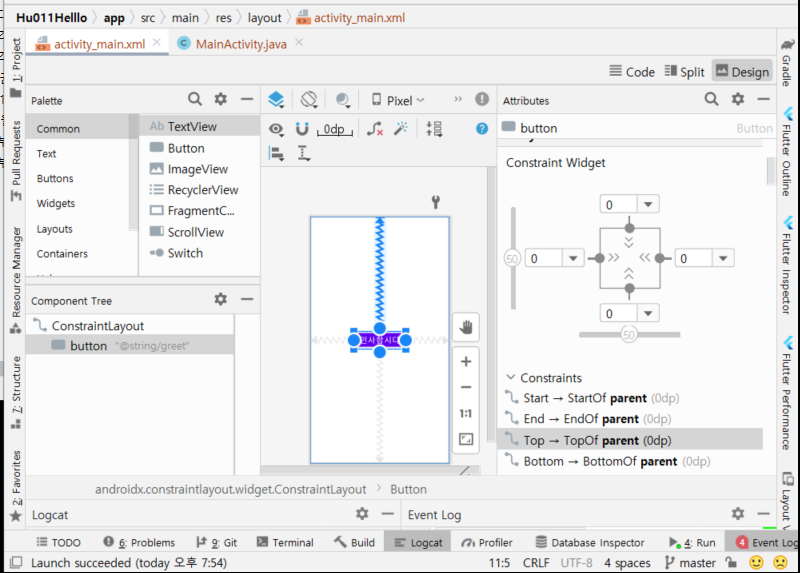 Hu011Helllo app src main res layout activity_main.xml
activity_main.xml MainActivity.java
Code Split Design
1: Project
Pull Requests
Resource Manager
7: Structure
2: Favorites
Palette
Common
Text
Buttons
Widgets
Layouts
Containers
Ab TextView
Button
ImageView
RecyclerView
FragmentC...
ScrollView
Switch
Component Tree
ConstraintLayout
button "@string/greet"
Pixel
0dp
1:1
Attributes
button Button
Constraint Widget
0
50 0 0
0
50
Constraints
Start → StartOf parent (0dp)
End → EndOf parent (0dp)
Top → TopOf parent (0dp)
Bottom → BottomOf parent (0dp)
Gradle
Flutter Outline
Flutter Inspector
Flutter Performance
androidx.constraintlayout.widget.ConstraintLayout Button
Logcat Event Log
TODO 6: Problems 9: Git Terminal Build Logcat Profiler Database Inspector 4: Run 4 Event Log
Launch succeeded (today 오후 7:54) 11:5 CRLF UTF-8 4 spaces master